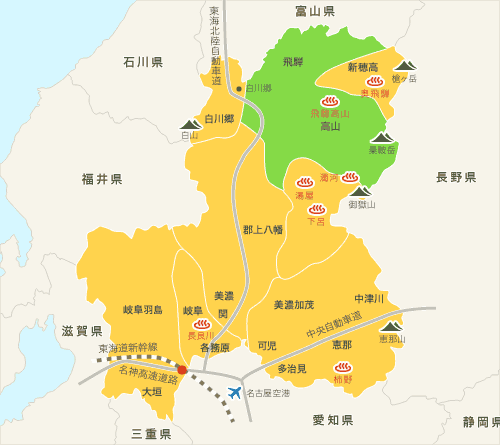 富山県
東海北陸自動車道
石川県
飛騨
新穂高
槍ヶ岳
奥飛騨
白川郷
飛騨高山
白川郷
高山
白山
乗鞍岳
福井県
濁河
長野県
湯屋
御嶽山
下呂
郡上八幡
美濃
中津川
岐阜羽島
岐阜
関
美濃加茂
滋賀県
長良川
中央自動車道
恵那山
東海道新幹線
各務原
可児
恵那
名神高速道路
多治見
柿野
大垣
名古屋空港
愛知県
静岡県
三重県